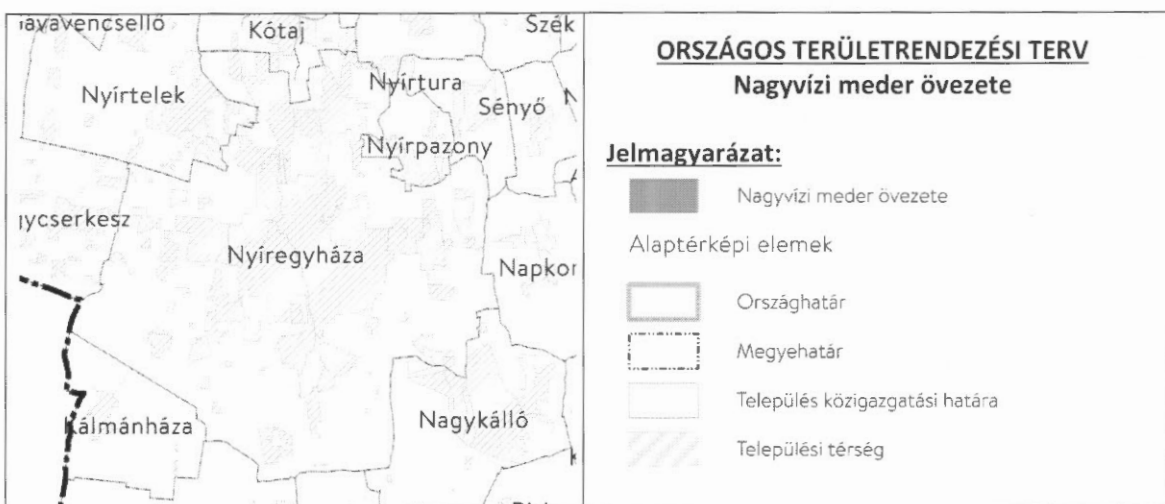 Kótaj
Nyírtelek
Nyírtura
Sényő
Nyírpazony
Nyíregyháza
Napkor
Kálmánháza
Nagykálló
ORSZÁGOS TERÜLETRENDEZÉSI TERV
Nagyvízi meder övezete
Jelmagyarázat:
Nagyvízi meder övezete
Alaptérképi elemek
Országhatár
Megyehatár
Település közigazgatási határa
Települési térség